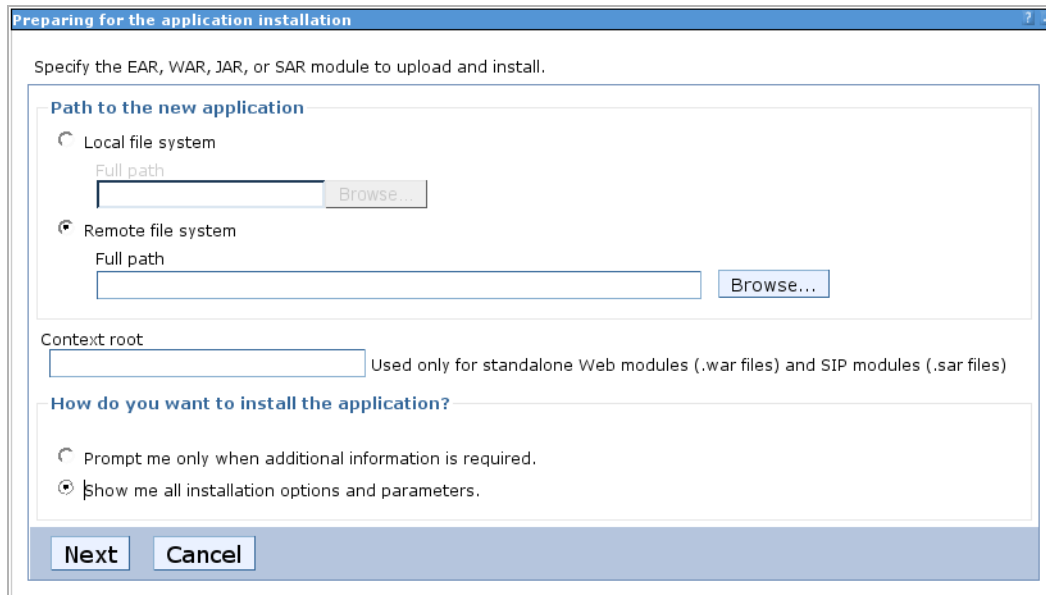 Preparing for the application installation ?
Specify the EAR, WAR, JAR, or SAR module to upload and install.
Path to the new application
Local file system
Full path
Browse...
Remote file system
Full path
Browse...
Context root
Used only for standalone Web modules (.war files) and SIP modules (.sar files)
How do you want to install the application?
Prompt me only when additional information is required.
Show me all installation options and parameters.
Next Cancel